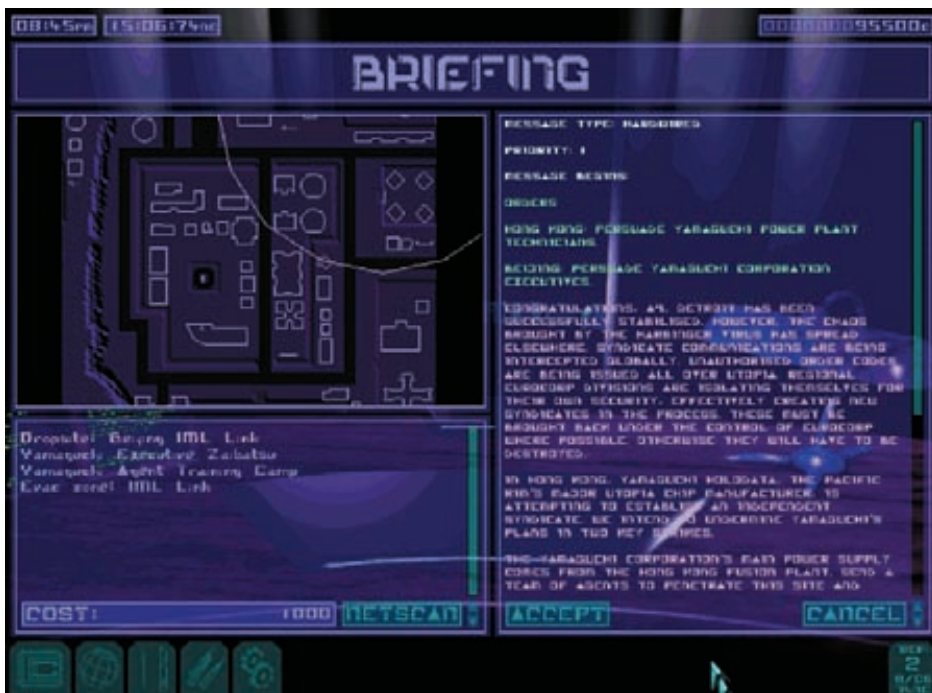 08:45PM 15:06:74NC 000000095500C
BRIEFING
MESSAGE TYPE: HARDWIRED
PRIORITY: 1
MESSAGE BEGINS:
ORDERS
HONG KONG: PERSUADE YAMAGUCHI POWER PLANT
TECHNICIANS.
BEIJING: PERSUADE YAMAGUCHI CORPORATION
EXECUTIVES.
CONGRATULATIONS, DETROIT HAS BEEN
SUCCESSFULLY STABILISED. HOWEVER, THE CHAOS
BROUGHT BY THE HARBINGER VIRUS HAS SPREAD
ELSEWHERE. SYNDICATE COMMUNICATIONS ARE BEING
INTERCEPTED GLOBALLY. UNAUTHORISED ORDER CODES
ARE BEING ISSUED ALL OVER UTOPIA. REGIONAL
EUROCORP DIVISIONS ARE ISOLATING THEMSELVES FOR
THEIR OWN SECURITY, EFFECTIVELY CREATING NEW
SYNDICATES IN THE PROCESS. THESE MUST BE
BROUGHT BACK UNDER THE CONTROL OF EUROCORP
WHERE POSSIBLE. OTHERWISE THEY WILL HAVE TO BE
DESTROYED.
IN HONG KONG, YAMAGUCHI HOLODATA, THE PACIFIC
RIM'S MAJOR UTOPIA CHIP MANUFACTURER, IS
ATTEMPTING TO ESTABLISH AN INDEPENDENT
SYNDICATE. WE INTEND TO UNDERMINE YAMAGUCHI'S
PLANS IN TWO KEY STRIKES.
THE YAMAGUCHI CORPORATION'S MAIN POWER SUPPLY
COMES FROM THE HONG KONG FUSION PLANT. SEND A
TEAM OF AGENTS TO PENETRATE THIS SITE AND
Dropsite: Beijing IML Link
Yamaguchi Executive Zaibatsu
Yamaguchi Agent Training Camp
Evac zone: IML Link
COST: 1000 NETSCAN
ACCEPT CANCEL
2